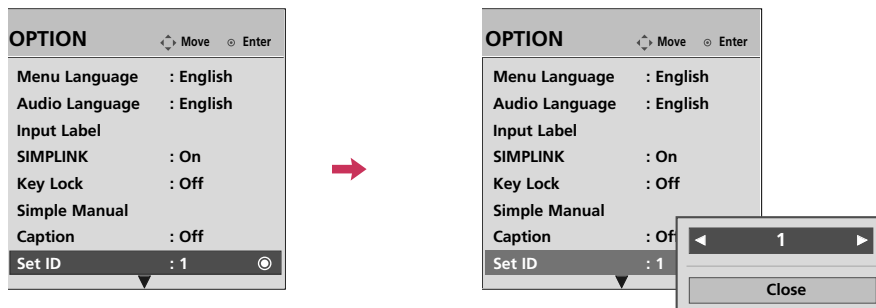 OPTION Move Enter
Menu Language : English
Audio Language : English
Input Label
SIMPLINK : On
Key Lock : Off
Simple Manual
Caption : Off
Set ID : 1
OPTION Move Enter
Menu Language : English
Audio Language : English
Input Label
SIMPLINK : On
Key Lock : Off
Simple Manual
Caption : Of
Set ID : 1
1
Close